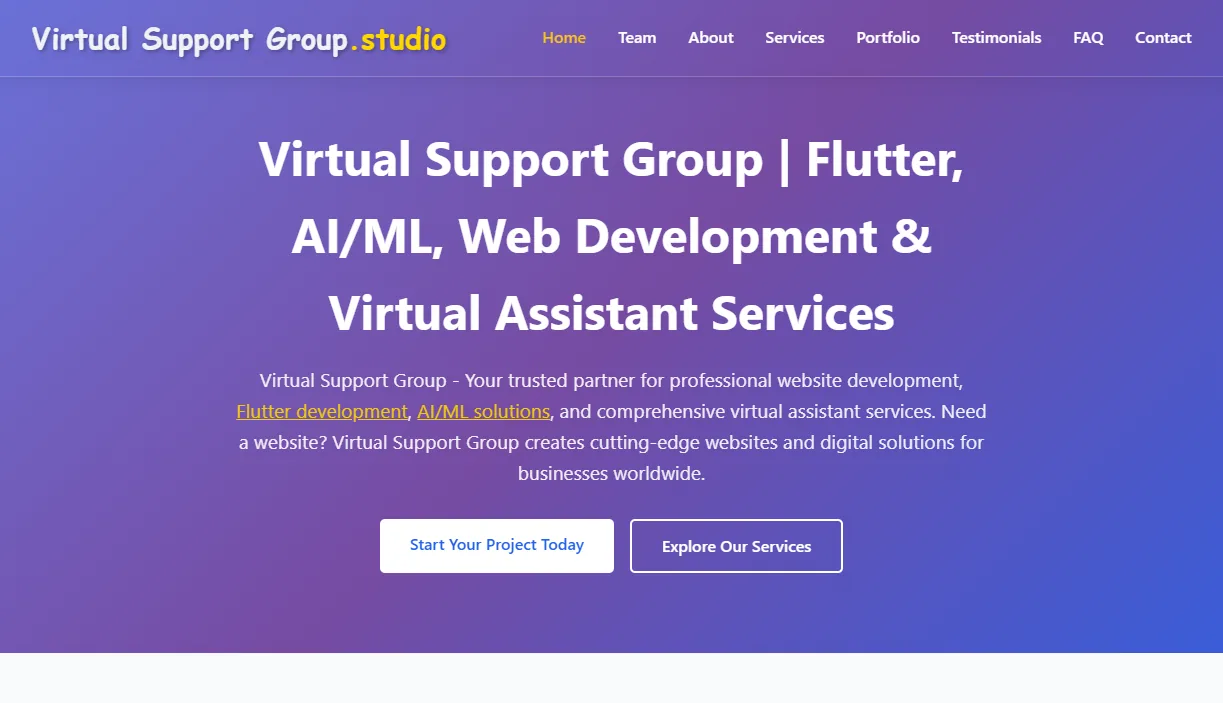 Virtual Support Group.studio
Home
Team
About
Services
Portfolio
Testimonials
FAQ
Contact
Virtual Support Group | Flutter,
AI/ML, Web Development &
Virtual Assistant Services
Virtual Support Group - Your trusted partner for professional website development,
Flutter development, AI/ML solutions, and comprehensive virtual assistant services. Need
a website? Virtual Support Group creates cutting-edge websites and digital solutions for
businesses worldwide.
Start Your Project Today
Explore Our Services